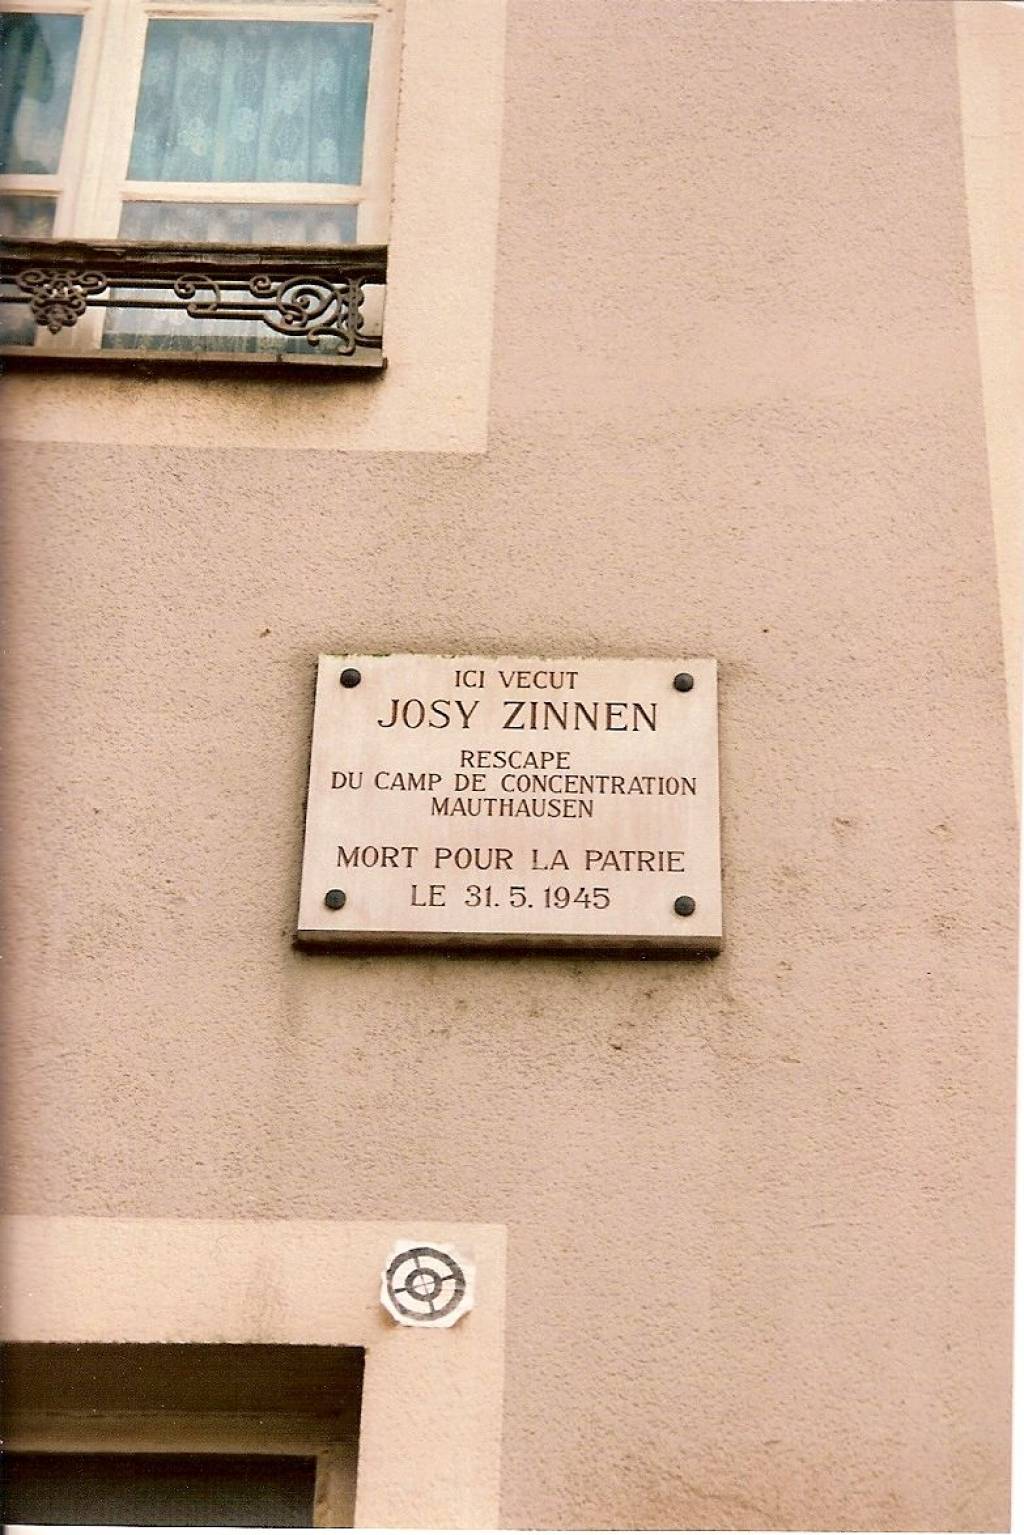 ICI VECUT
JOSY ZINNEN
RESCAPE
DU CAMP DE CONCENTRATION
MAUTHAUSEN
MORT POUR LA PATRIE
LE 31.5.1945